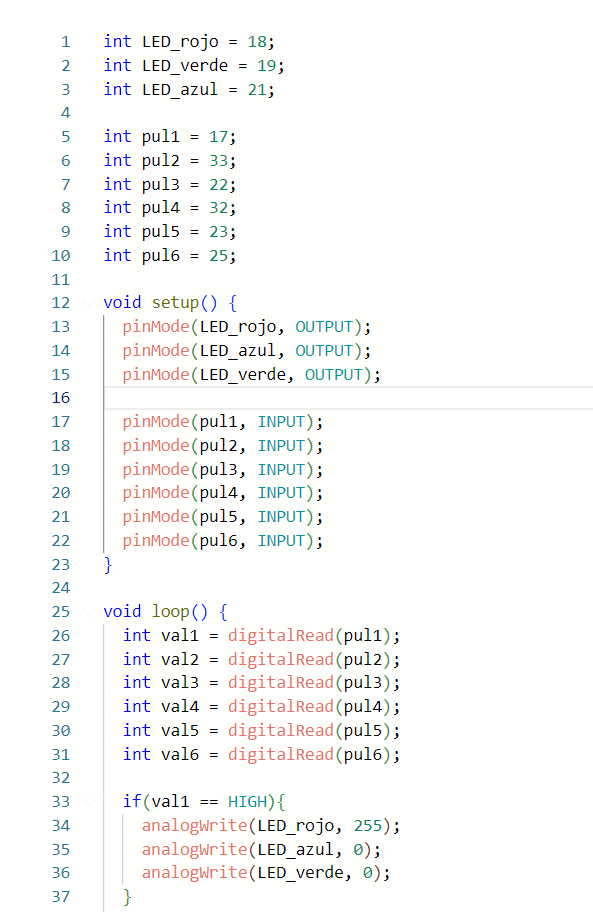 1 int LED_rojo = 18;
2 int LED_verde = 19;
3 int LED_azul = 21;
4
5 int pul1 = 17;
6 int pul2 = 33;
7 int pul3 = 22;
8 int pul4 = 32;
9 int pul5 = 23;
10 int pul6 = 25;
11
12 void setup() {
13 pinMode(LED_rojo, OUTPUT);
14 pinMode(LED_azul, OUTPUT);
15 pinMode(LED_verde, OUTPUT);
16
17 pinMode(pul1, INPUT);
18 pinMode(pul2, INPUT);
19 pinMode(pul3, INPUT);
20 pinMode(pul4, INPUT);
21 pinMode(pul5, INPUT);
22 pinMode(pul6, INPUT);
23 }
24
25 void loop() {
26 int val1 = digitalRead(pul1);
27 int val2 = digitalRead(pul2);
28 int val3 = digitalRead(pul3);
29 int val4 = digitalRead(pul4);
30 int val5 = digitalRead(pul5);
31 int val6 = digitalRead(pul6);
32
33 if(val1 == HIGH){
34 analogWrite(LED_rojo, 255);
35 analogWrite(LED_azul, 0);
36 analogWrite(LED_verde, 0);
37 }